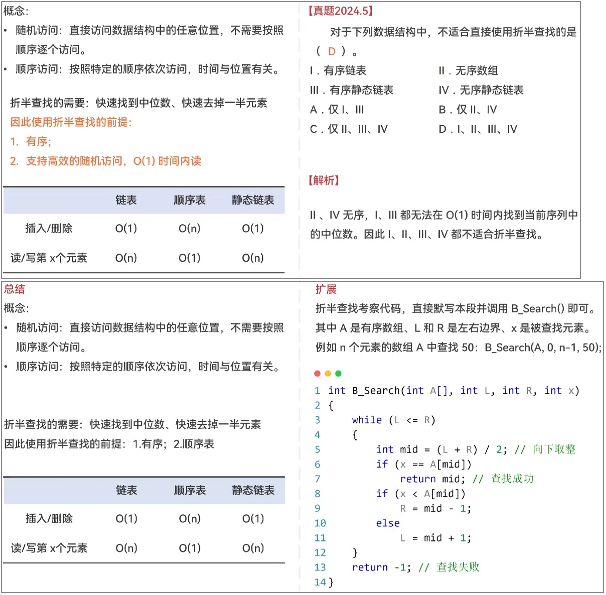 概念：
• 随机访问：直接访问数据结构中的任意位置，不需要按照
顺序逐个访问。
• 顺序访问：按照特定的顺序依次访问，时间与位置有关。
折半查找的需要：快速找到中位数、快速去掉一半元素
因此使用折半查找的前提：
1. 有序；
2. 支持高效的随机访问，O(1) 时间内读
链表 顺序表 静态链表
插入/删除 O(1) O(n) O(1)
读/写第 x个元素 O(n) O(1) O(n)
【真题2024.5】
对于下列数据结构中，不适合直接使用折半查找的是
（ D ）。
I．有序链表 II．无序数组
III．有序静态链表 IV．无序静态链表
A．仅 I、III B．仅 II、IV
C．仅 II、III、IV D．I、II、III、IV
【解析】
II 、IV 无序，I、III 都无法在 O(1) 时间内找到当前序列中
的中位数。因此 I、II、III、IV 都不适合折半查找。
总结
概念：
• 随机访问：直接访问数据结构中的任意位置，不需要按照
顺序逐个访问。
• 顺序访问：按照特定的顺序依次访问，时间与位置有关。
折半查找的需要：快速找到中位数、快速去掉一半元素
因此使用折半查找的前提：1.有序；2.顺序表
链表 顺序表 静态链表
插入/删除 O(1) O(n) O(1)
读/写第 x个元素 O(n) O(1) O(n)
扩展
折半查找考察代码，直接默写本段并调用 B_Search() 即可。
其中 A 是有序数组、L 和 R 是左右边界、x 是被查找元素。
例如 n 个元素的数组 A 中查找 50：B_Search(A, 0, n-1, 50);
1 int B_Search(int A[], int L, int R, int x)
2 {
3 while (L <= R)
4 {
5 int mid = (L + R) / 2; // 向下取整
6 if (x == A[mid])
7 return mid; // 查找成功
8 if (x < A[mid])
9 R = mid - 1;
10 else
11 L = mid + 1;
12 }
13 return -1; // 查找失败
14 }